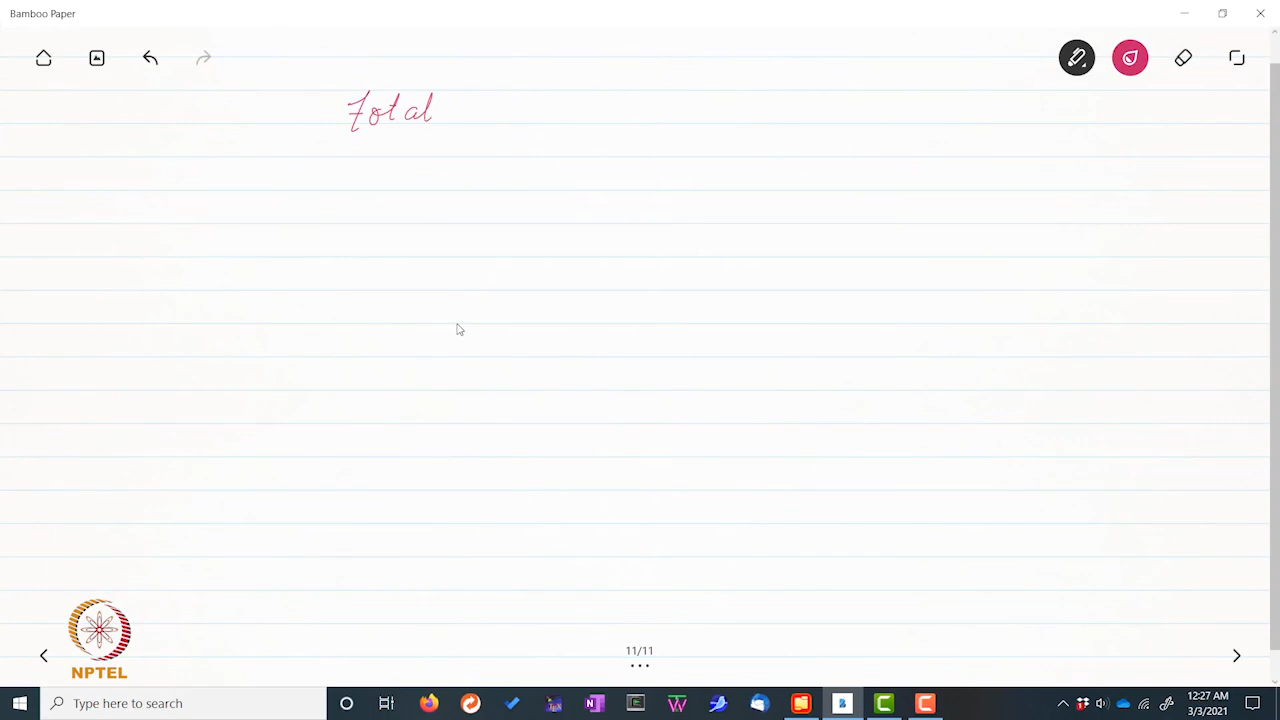 Bamboo Paper
Total
11/11
NPTEL
Type here to search
12:27 AM
3/3/2021